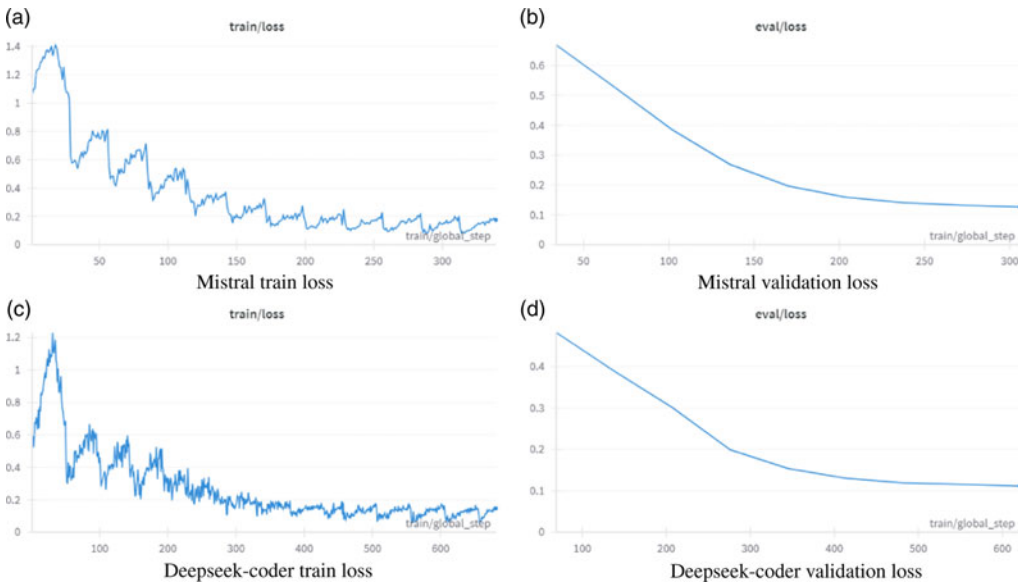 (a)
train/loss
1.4
1.2
1
0.8
0.6
0.4
0.2
0
train/global_step
50 100 150 200 250 300
Mistral train loss
(b)
eval/loss
0.6
0.5
0.4
0.3
0.2
0.1
0
train/global_step
50 100 150 200 250 300
Mistral validation loss
(c)
train/loss
1.2
1
0.8
0.6
0.4
0.2
0
train/global_step
100 200 300 400 500 600
Deepseek-coder train loss
(d)
eval/loss
0.4
0.3
0.2
0.1
0
train/global_step
100 200 300 400 500 600
Deepseek-coder validation loss